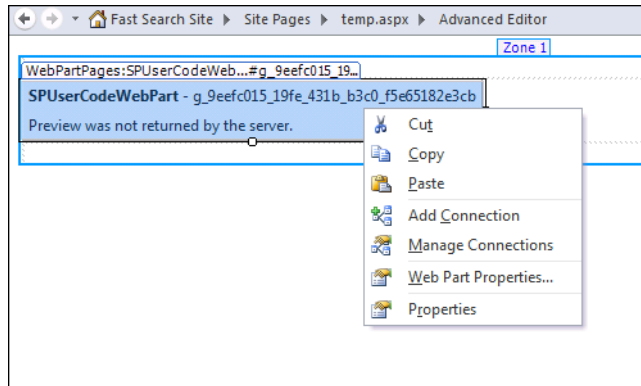 Fast Search Site ▶ Site Pages ▶ temp.aspx ▶ Advanced Editor
Zone 1
WebPartPages:SPUserCodeWeb...#g_9eefc015_19...
SPUserCodeWebPart - g_9eefc015_19fe_431b_b3c0_f5e65182e3cb
Preview was not returned by the server.
Cut
Copy
Paste
Add Connection
Manage Connections
Web Part Properties...
Properties